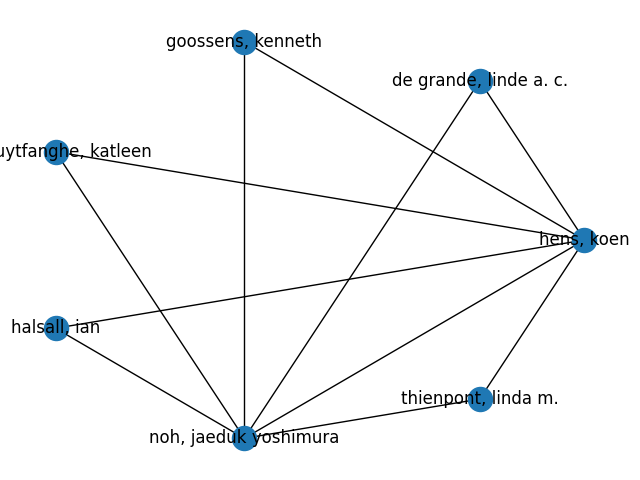 goossens, kenneth
de grande, linde a. c.
uytfanghe, katleen
hens, koen
halsall, ian
thienpont, linda m.
noh, jaeduk yoshimura